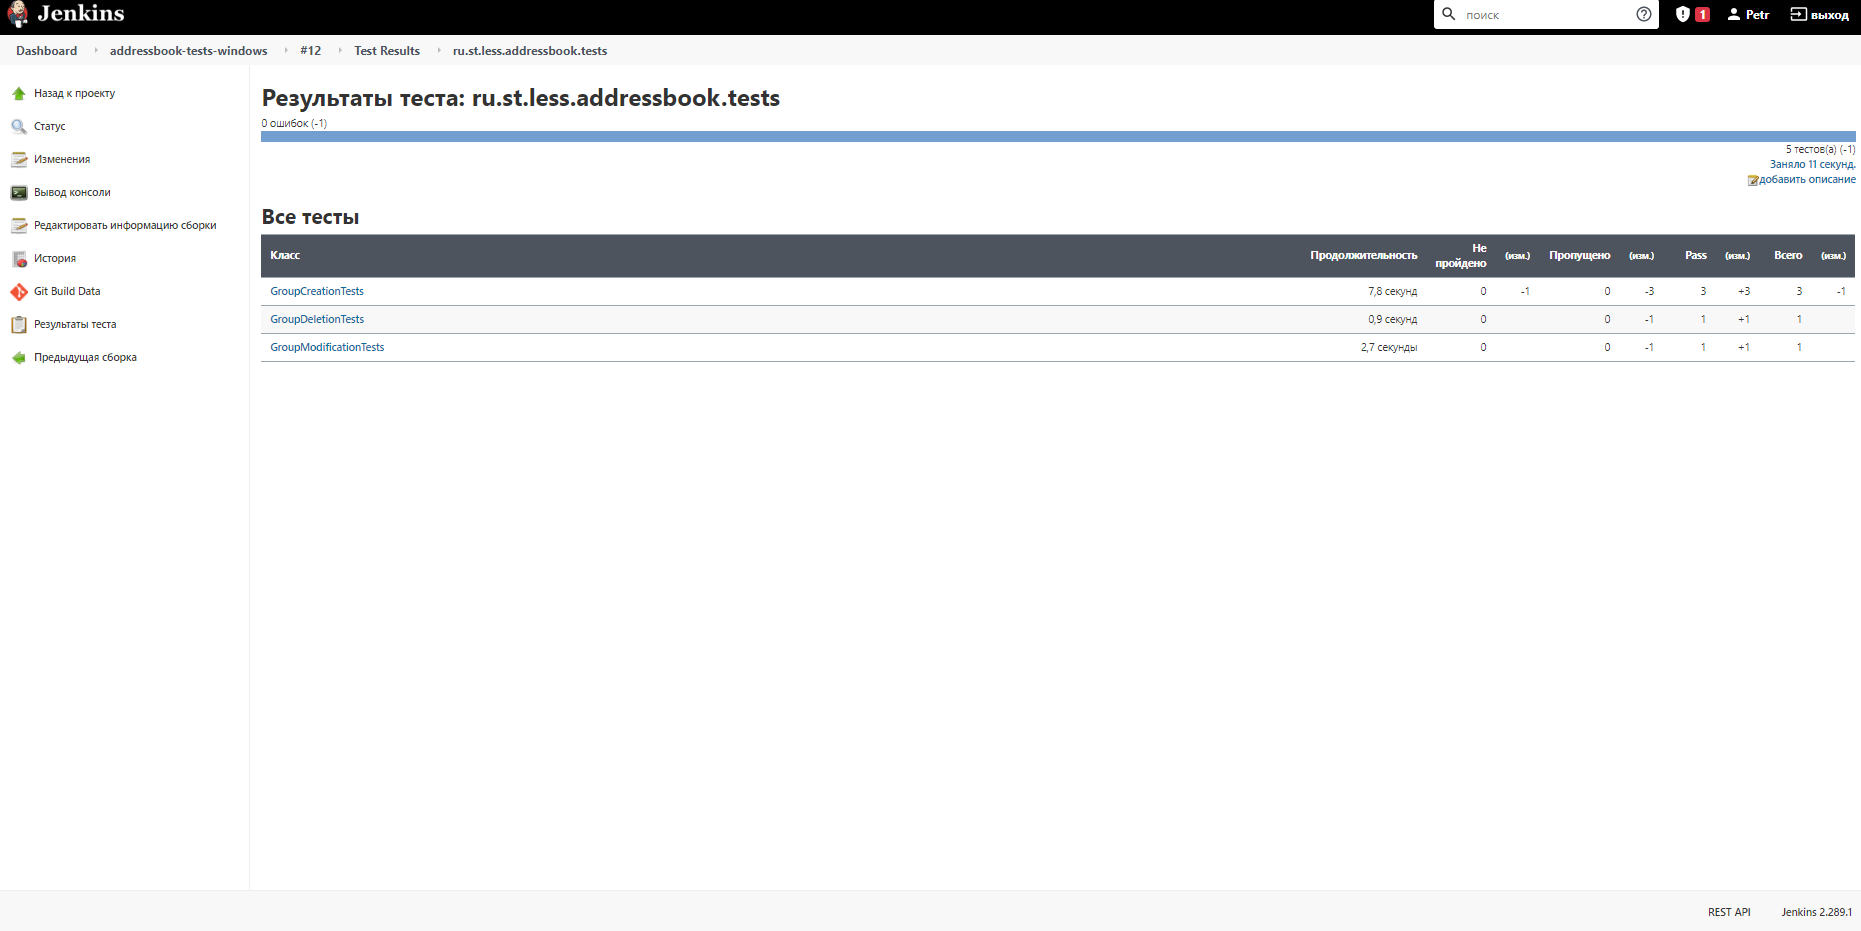 Jenkins
поиск
1
Petr
выход
Dashboard
addressbook-tests-windows
#12
Test Results
ru.st.less.addressbook.tests
Назад к проекту
Статус
Изменения
Вывод консоли
Редактировать информацию сборки
История
Git Build Data
Результаты теста
Предыдущая сборка
Результаты теста: ru.st.less.addressbook.tests
0 ошибок (-1)
5 тестов(а) (-1)
Заняло 11 секунд.
добавить описание
Все тесты
Класс Продолжительность Не пройдено (изм.) Пропущено (изм.) Pass (изм.) Всего (изм.)
GroupCreationTests 7,8 секунд 0 -1 0 -3 3 +3 3 -1
GroupDeletionTests 0,9 секунд 0 0 -1 1 +1 1
GroupModificationTests 2,7 секунды 0 0 -1 1 +1 1
REST API
Jenkins 2.289.1